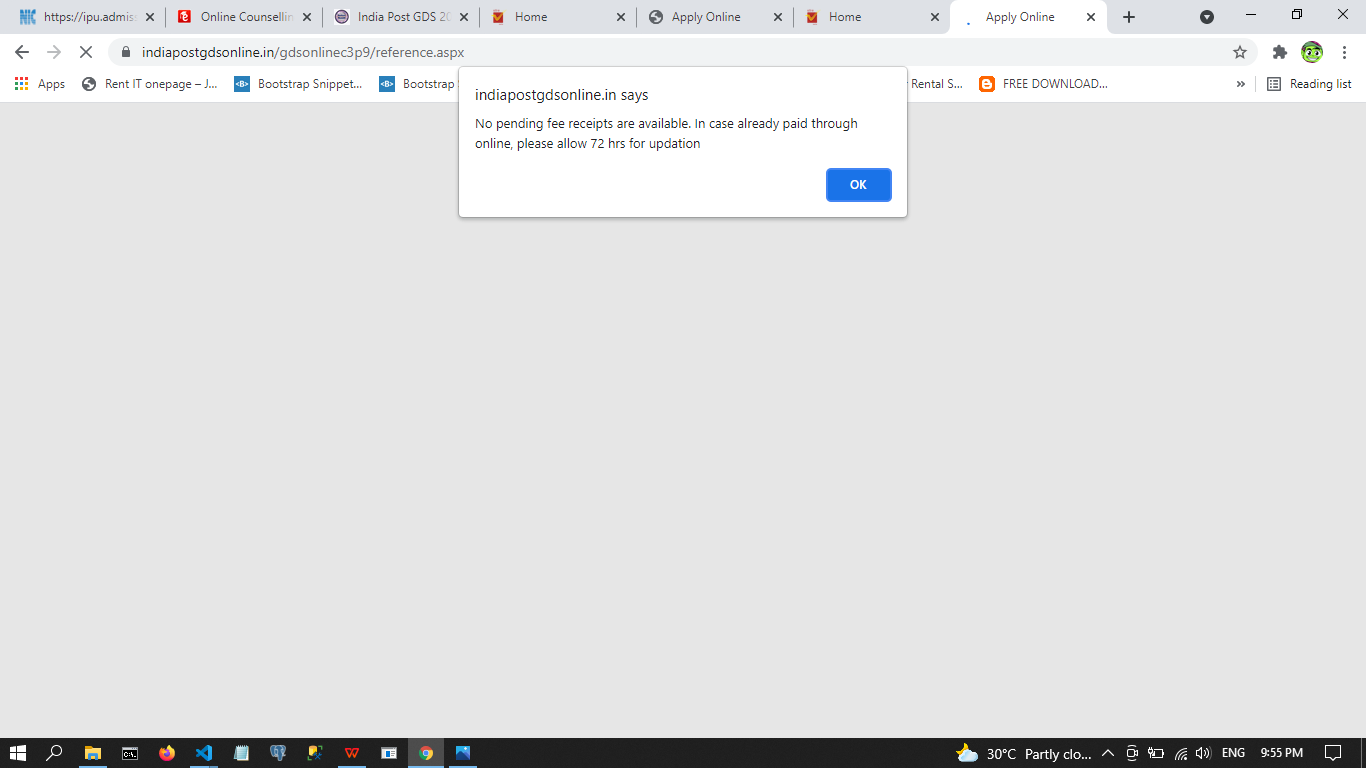 https://ipu.admis
Online Counsellin
India Post GDS 20
Home
Apply Online
Home
Apply Online
indiapostgdsonline.in/gdsonlinec3p9/reference.aspx
Apps
Rent IT onepage – J...
Bootstrap Snippet...
Bootstrap
Rental S...
FREE DOWNLOAD...
»
Reading list
indiapostgdsonline.in says
No pending fee receipts are available. In case already paid through
online, please allow 72 hrs for updation
OK
30°C Partly clo...
ENG
9:55 PM